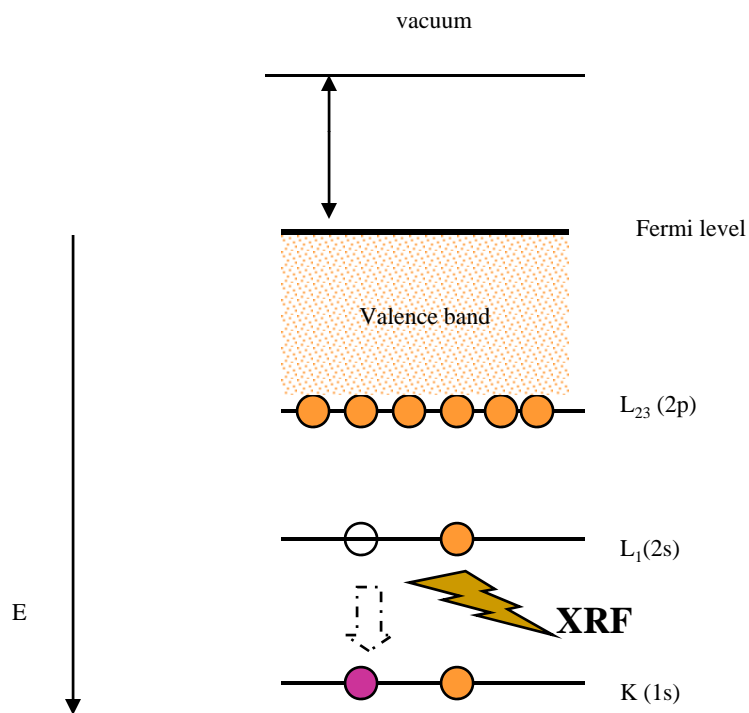 vacuum
Fermi level
Valence band
L₂₃ (2p)
L₁(2s)
E
XRF
K (1s)